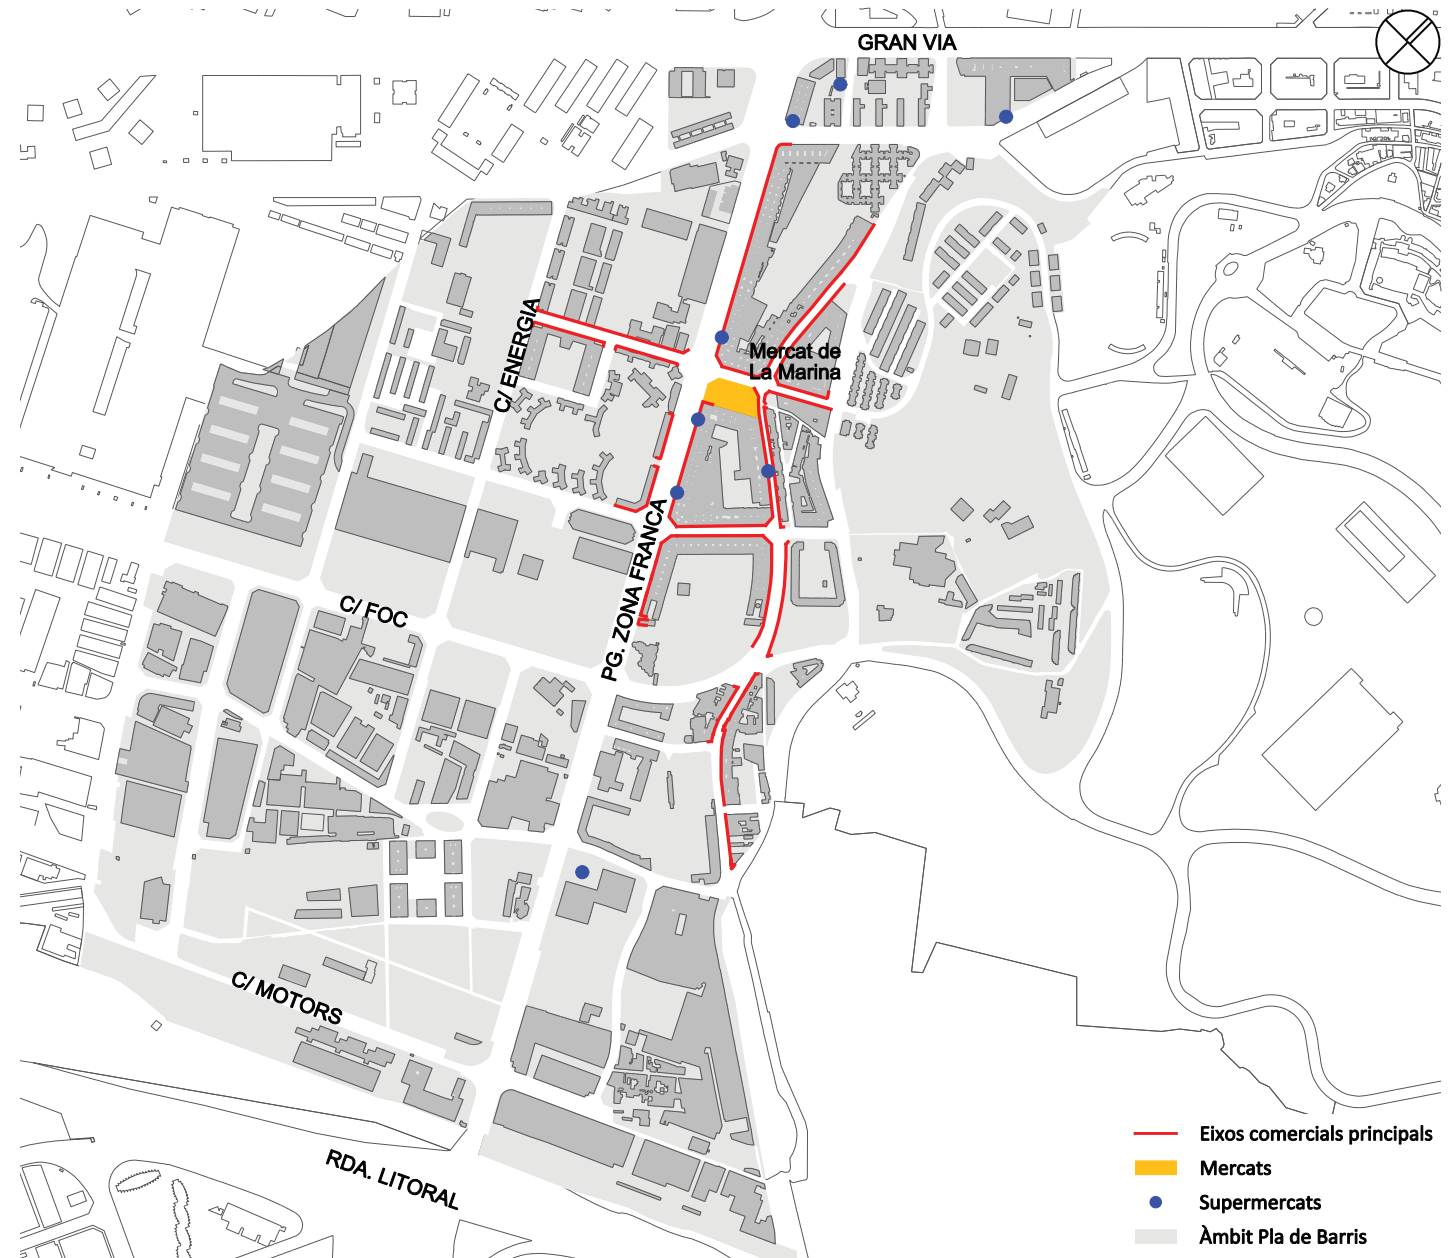 GRAN VIA
C/ ENERGIA
Mercat de
La Marina
PG. ZONA FRANCA
C/ FOC
C/ MOTORS
RDA. LITORAL
Eixos comercials principals
Mercats
Supermercats
Àmbit Pla de Barris